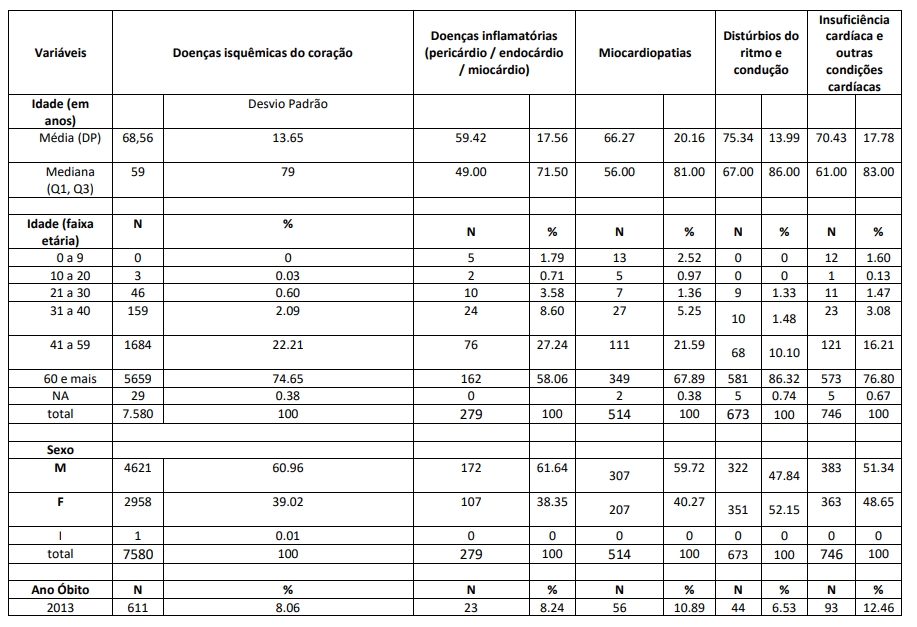 Variáveis Doenças isquêmicas do coração Doenças inflamatórias (pericárdio / endocárdio / miocárdio) Miocardiopatias Distúrbios do ritmo e condução Insuficiência cardíaca e outras condições cardíacas
Idade (em anos) Desvio Padrão
Média (DP) 68,56 13.65 59.42 17.56 66.27 20.16 75.34 13.99 70.43 17.78
Mediana (Q1, Q3) 59 79 49.00 71.50 56.00 81.00 67.00 86.00 61.00 83.00
Idade (faixa etária) N % N % N % N % N %
0 a 9 0 0 5 1.79 13 2.52 0 0 12 1.60
10 a 20 3 0.03 2 0.71 5 0.97 0 0 1 0.13
21 a 30 46 0.60 10 3.58 7 1.36 9 1.33 11 1.47
31 a 40 159 2.09 24 8.60 27 5.25 10 1.48 23 3.08
41 a 59 1684 22.21 76 27.24 111 21.59 68 10.10 121 16.21
60 e mais 5659 74.65 162 58.06 349 67.89 581 86.32 573 76.80
NA 29 0.38 0 2 0.38 5 0.74 5 0.67
total 7.580 100 279 100 514 100 673 100 746 100
Sexo
M 4621 60.96 172 61.64 307 59.72 322 47.84 383 51.34
F 2958 39.02 107 38.35 207 40.27 351 52.15 363 48.65
I 1 0.01 0 0 0 0 0 0 0 0
total 7580 100 279 100 514 100 673 100 746 100
Ano Óbito N % N % N % N % N %
2013 611 8.06 23 8.24 56 10.89 44 6.53 93 12.46